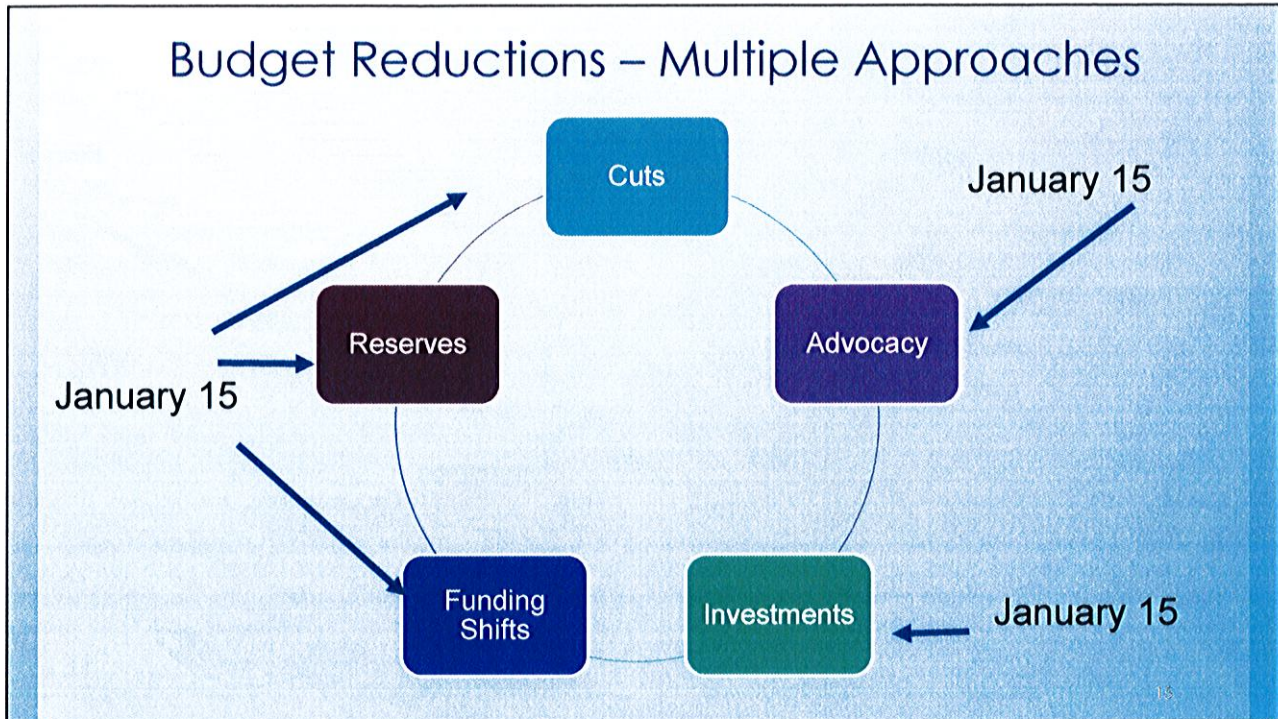 Budget Reductions – Multiple Approaches
Cuts
January 15
Reserves
Advocacy
January 15
Funding
Shifts
Investments
January 15